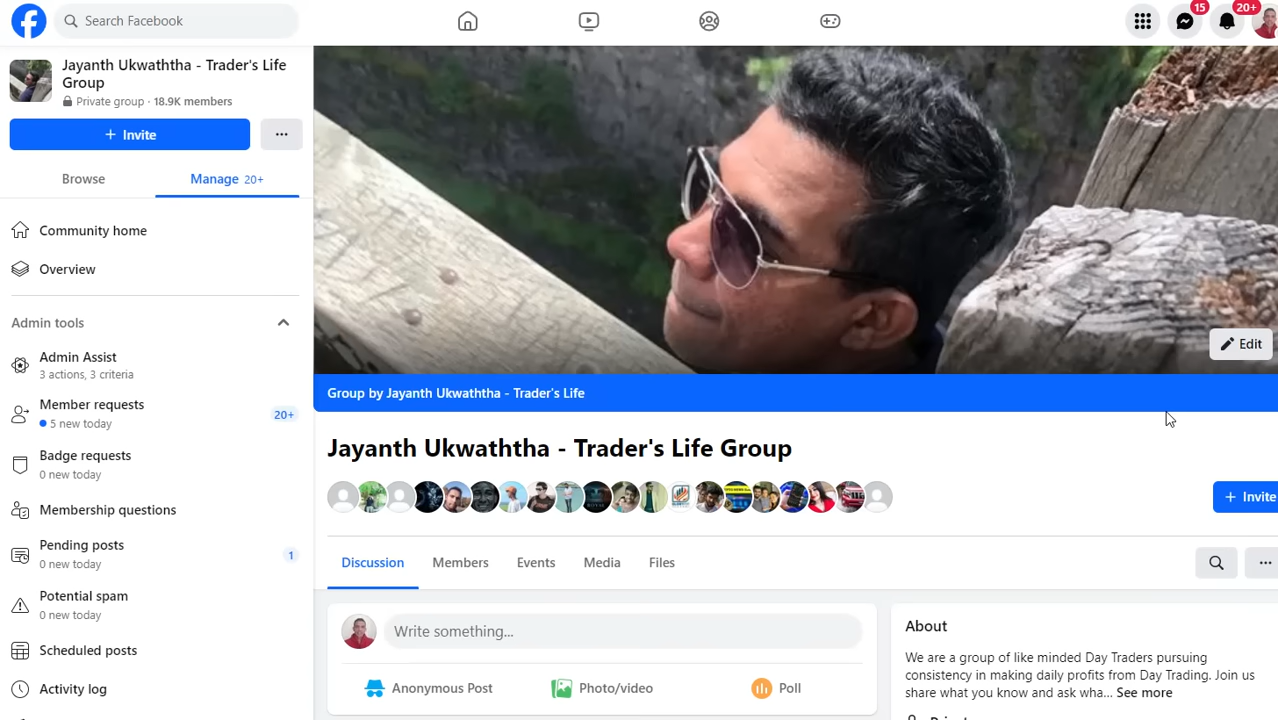 Search Facebook
15
20+
Jayanth Ukwaththa - Trader's Life
Group
Private group · 18.9K members
+ Invite
Browse
Manage 20+
Community home
Overview
Admin tools
Admin Assist
3 actions, 3 criteria
Member requests
5 new today
20+
Badge requests
0 new today
Membership questions
Pending posts
0 new today
1
Potential spam
0 new today
Scheduled posts
Activity log
Edit
Group by Jayanth Ukwaththa - Trader's Life
Jayanth Ukwaththa - Trader's Life Group
+ Invite
Discussion
Members
Events
Media
Files
Write something...
Anonymous Post
Photo/video
Poll
About
We are a group of like minded Day Traders pursuing
consistency in making daily profits from Day Trading. Join us
share what you know and ask wha... See more